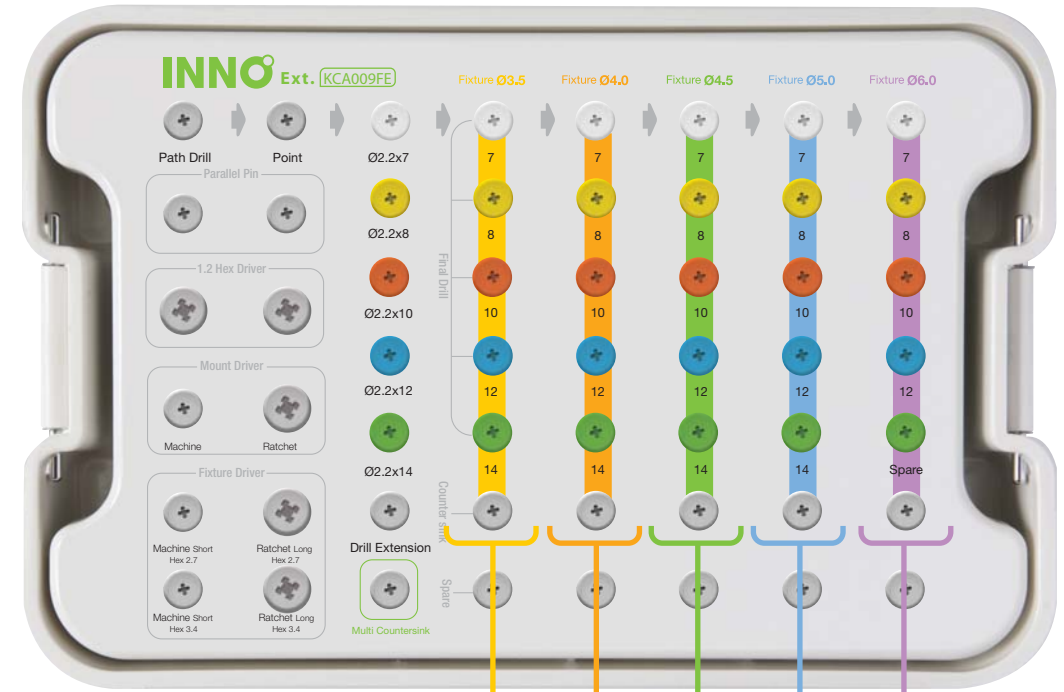 INNO Ext. KCA009FE
Fixture Ø3.5
Fixture Ø4.0
Fixture Ø4.5
Fixture Ø5.0
Fixture Ø6.0
Path Drill
Point
Ø2.2x7
7
7
7
7
7
Parallel Pin
Ø2.2x8
8
8
8
8
8
Final Drill
1.2 Hex Driver
Ø2.2x10
10
10
10
10
10
Mount Driver
Machine
Ratchet
Ø2.2x12
12
12
12
12
12
Fixture Driver
Ø2.2x14
14
14
14
14
Spare
Counter sink
Machine Short
Hex 2.7
Ratchet Long
Hex 2.7
Drill Extension
Machine Short
Hex 3.4
Ratchet Long
Hex 3.4
Multi Countersink
Spare